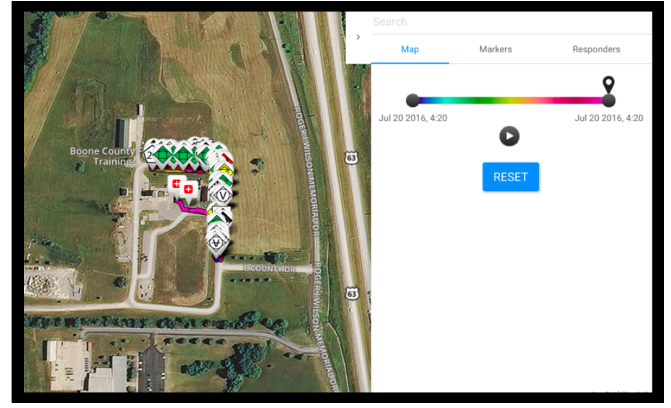 Search
Map
Markers
Responders
Jul 20 2016, 4:20
Jul 20 2016, 4:20
RESET
Boone County
Training
2
V
63
63
ROGER I WILSON MEMORIAL DR
ROGER I WILSON MEMORIAL DR
E COUNTY DR